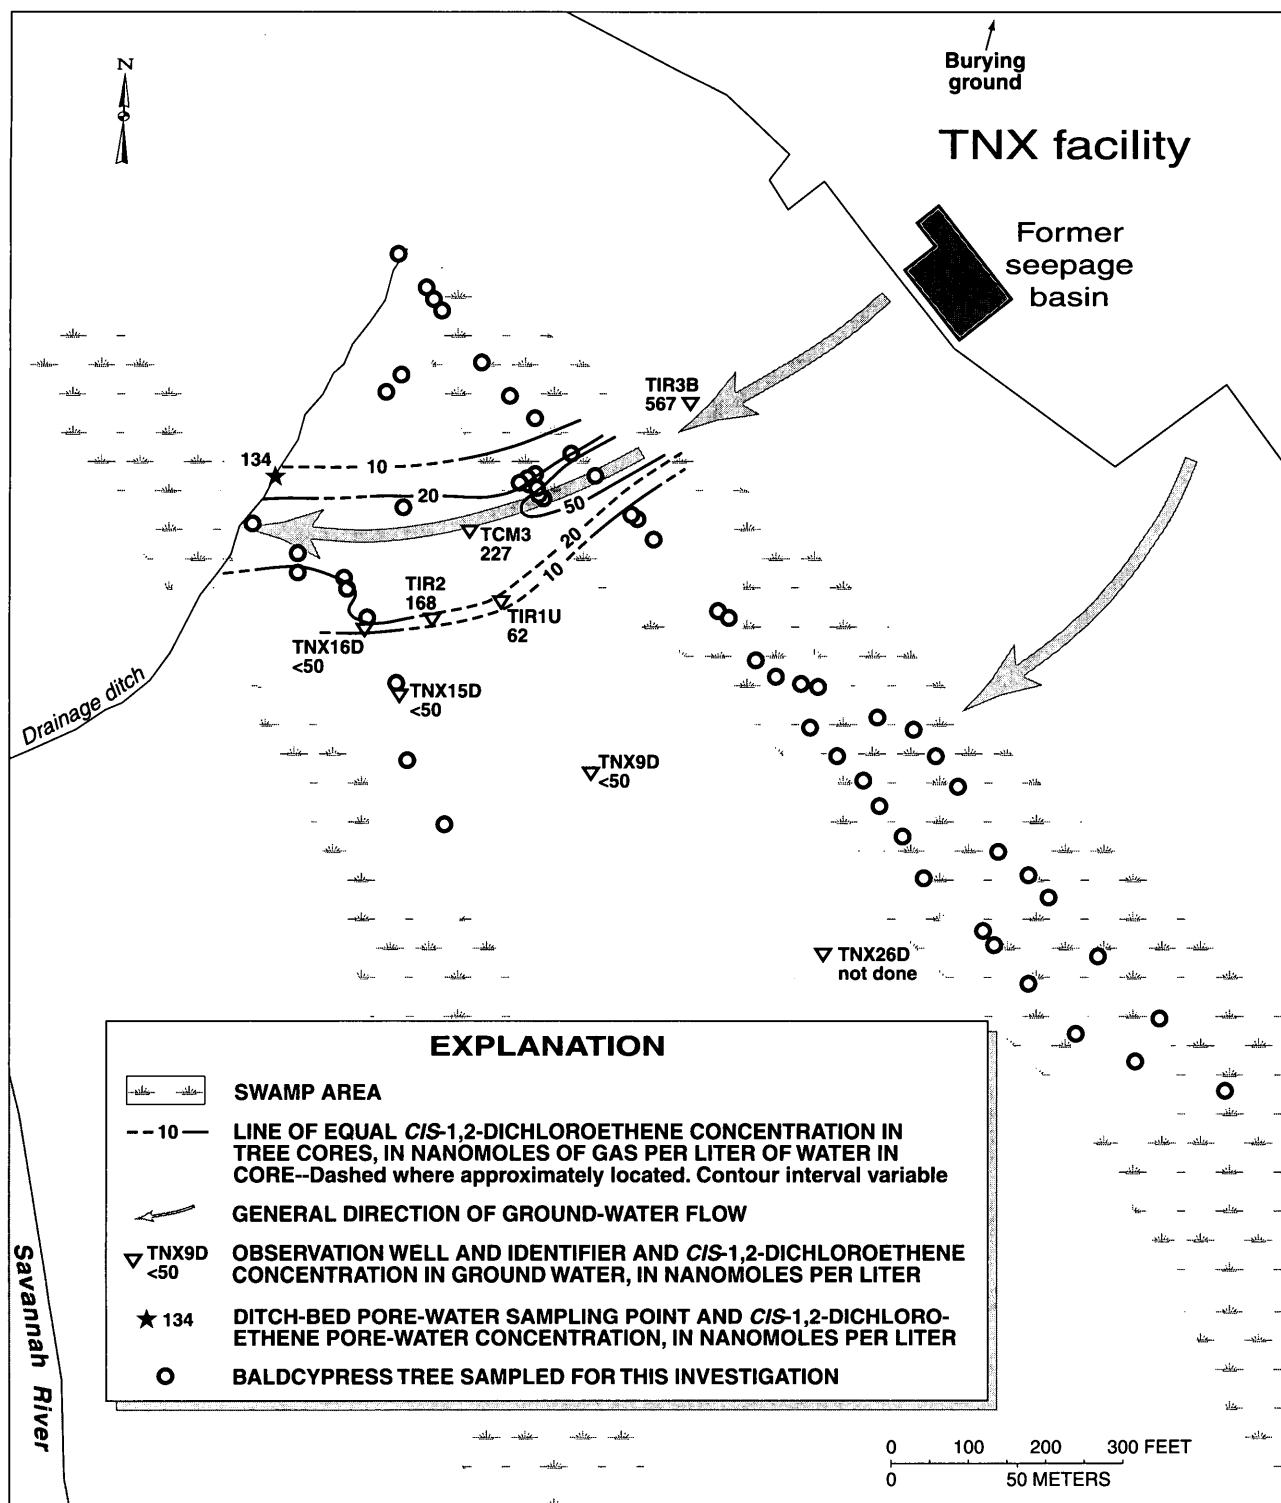 Burying
ground
N
TNX facility
Former
seepage
basin
TIR3B
567
134
10
20
50
TCM3
227
20
10
TIR2
168
TIR1U
62
TNX16D
<50
TNX15D
<50
Drainage ditch
TNX9D
<50
TNX26D
not done
EXPLANATION
SWAMP AREA
10
LINE OF EQUAL CIS-1,2-DICHLOROETHENE CONCENTRATION IN
TREE CORES, IN NANOMOLES OF GAS PER LITER OF WATER IN
CORE--Dashed where approximately located. Contour interval variable
GENERAL DIRECTION OF GROUND-WATER FLOW
TNX9D
<50
OBSERVATION WELL AND IDENTIFIER AND CIS-1,2-DICHLOROETHENE
CONCENTRATION IN GROUND WATER, IN NANOMOLES PER LITER
134
DITCH-BED PORE-WATER SAMPLING POINT AND CIS-1,2-DICHLORO-
ETHENE PORE-WATER CONCENTRATION, IN NANOMOLES PER LITER
BALDCYPRESS TREE SAMPLED FOR THIS INVESTIGATION
Savannah River
0 100 200 300 FEET
0 50 METERS